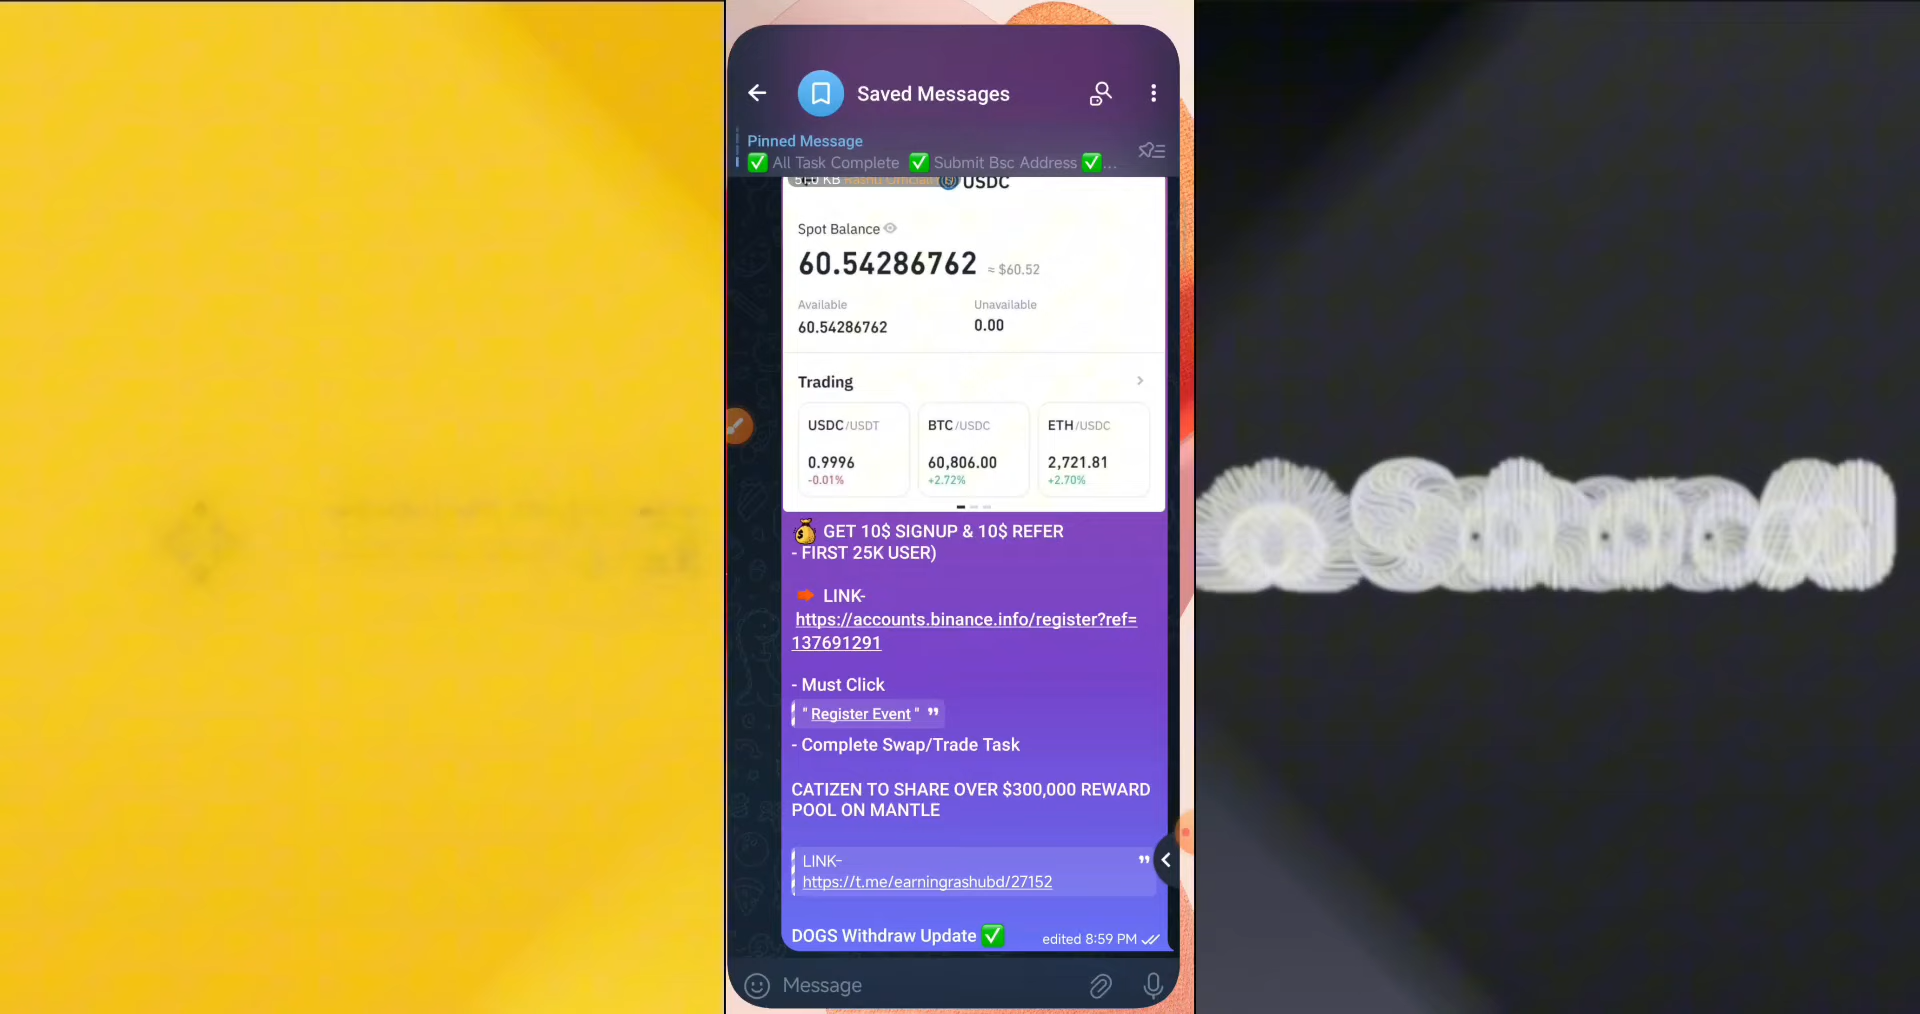 Saved Messages
Pinned Message
✅ All Task Complete ✅ Submit Bsc Address ✅...
USDC
Spot Balance
60.54286762 ≈ $60.52
Available Unavailable
60.54286762 0.00
Trading
USDC/USDT BTC/USDC ETH/USDC
0.9996 60,806.00 2,721.81
-0.01% +2.72% +2.70%
💰 GET 10$ SIGNUP & 10$ REFER
- FIRST 25K USER)
➡ LINK-
https://accounts.binance.info/register?ref=
137691291
- Must Click
" Register Event "
- Complete Swap/Trade Task
CATIZEN TO SHARE OVER $300,000 REWARD
POOL ON MANTLE
LINK-
https://t.me/earningrashubd/27152
DOGS Withdraw Update ✅
edited 8:59 PM
Message